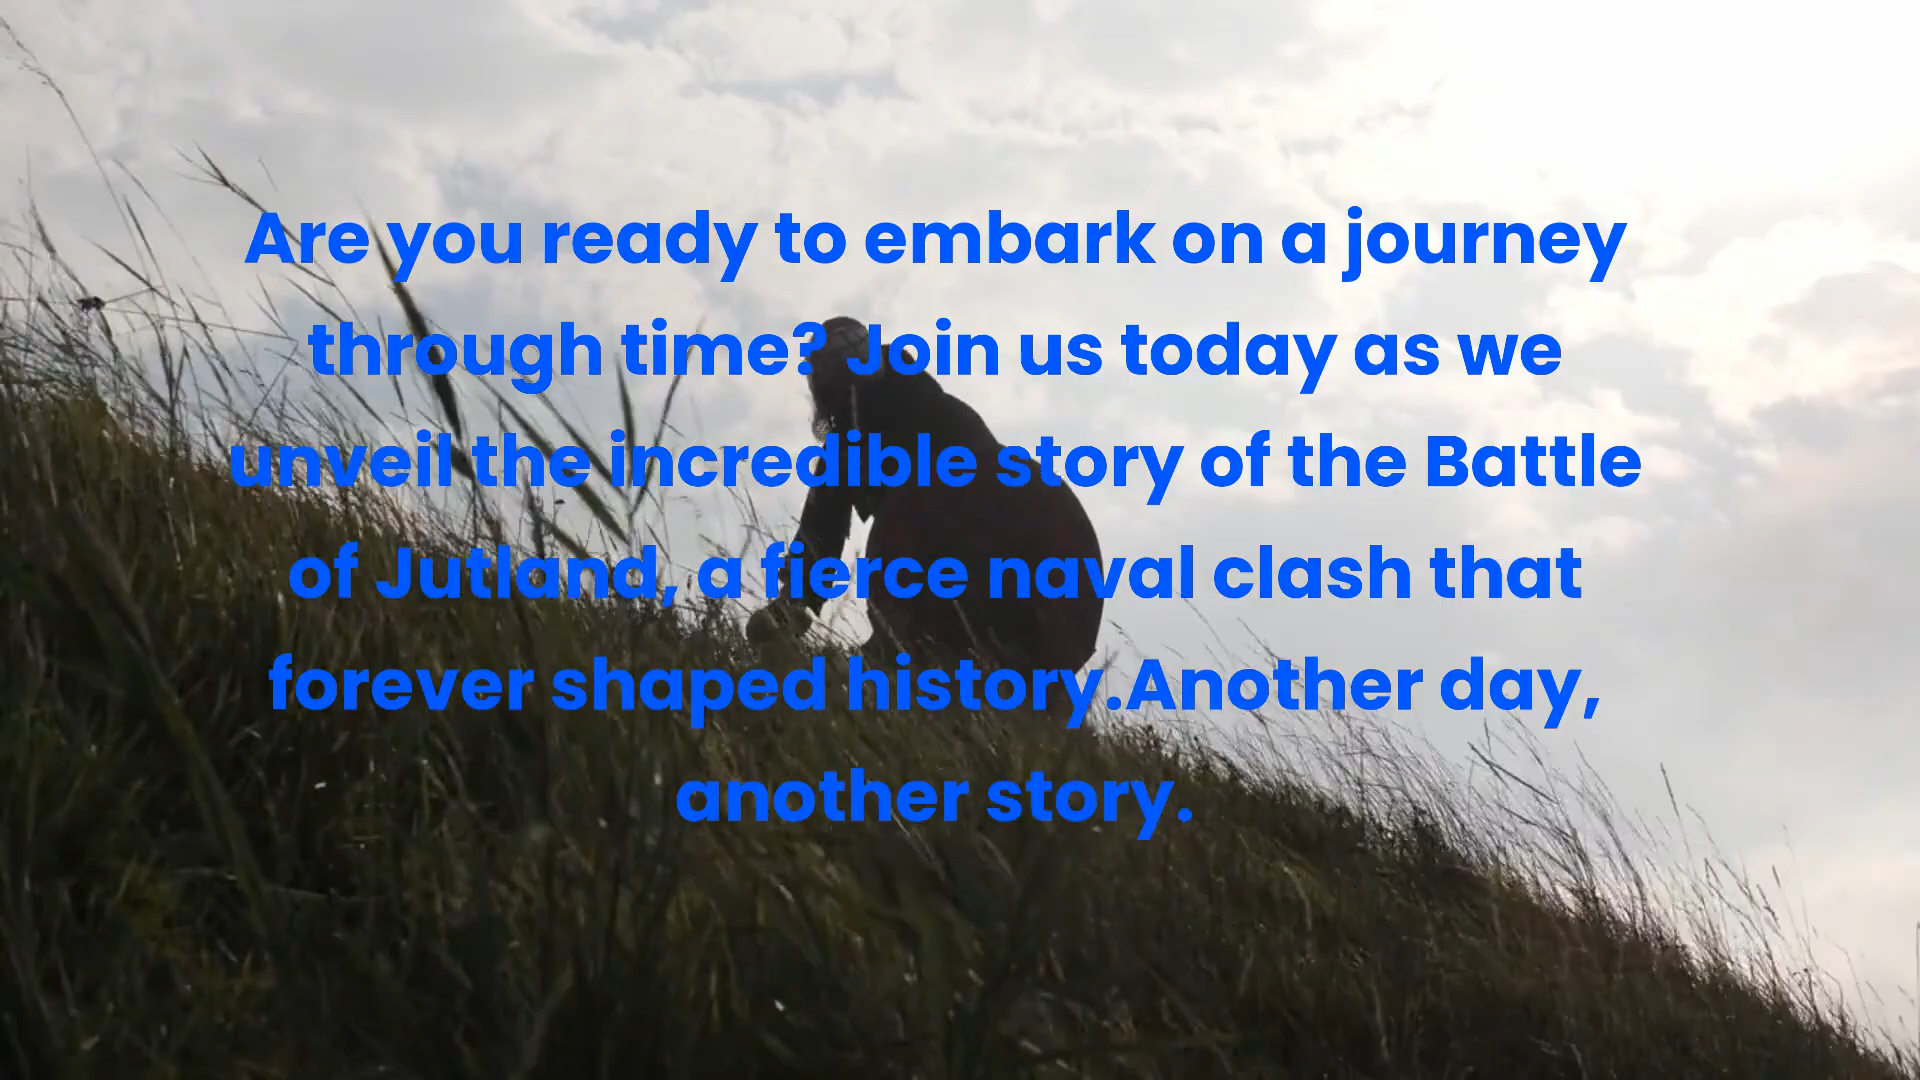 Are you ready to embark on a journey
through time? Join us today as we
unveil the incredible story of the Battle
of Jutland, a fierce naval clash that
forever shaped history.Another day,
another story.